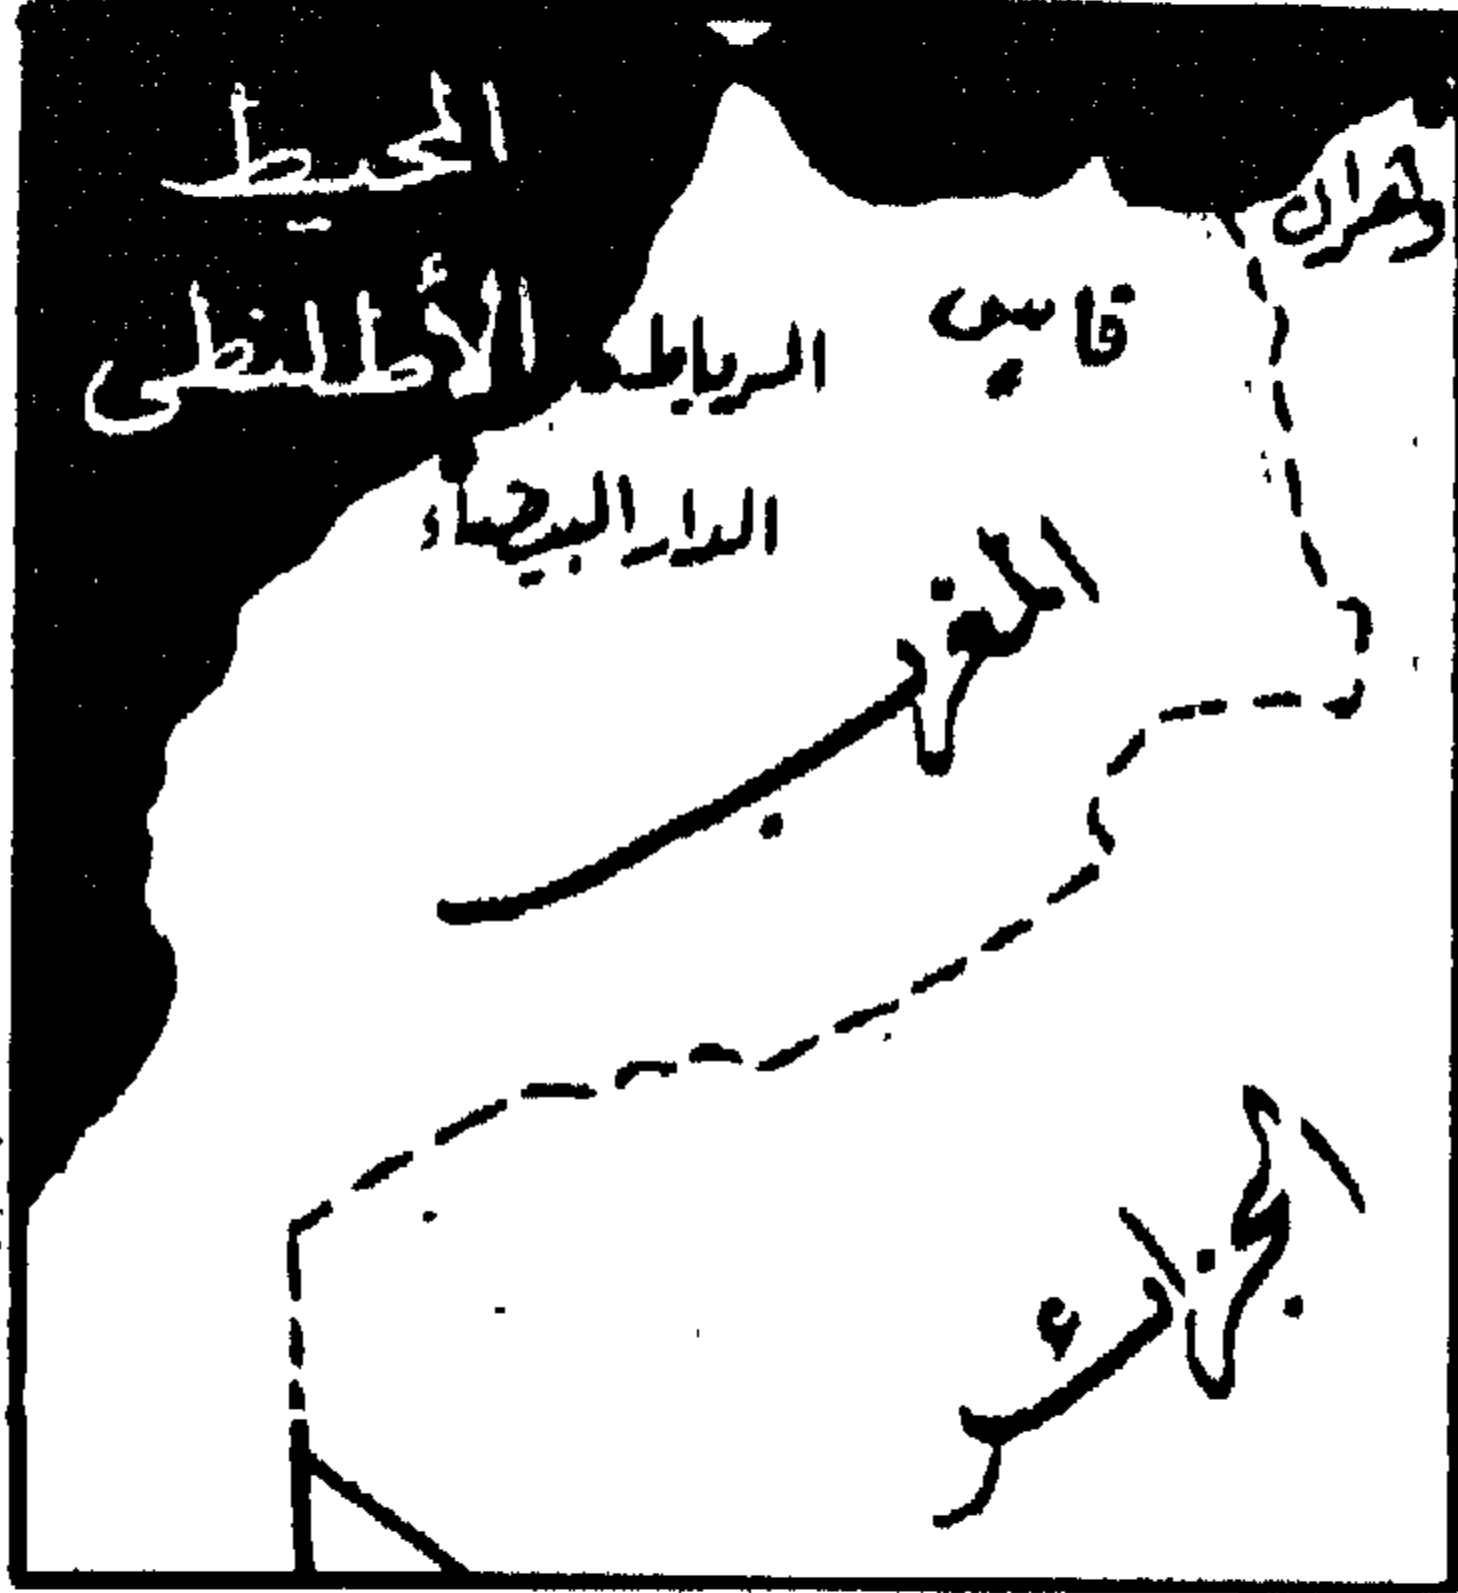 المحيط
الأطلنطى
وهران
فاس
الرباط
الدار البيضاء
المغرب
الجزائر